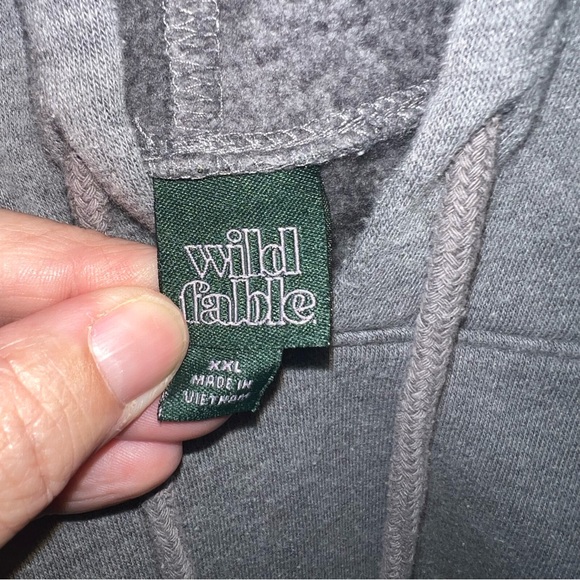 wild
fable.
XXL
MADE IN
VIETNAM